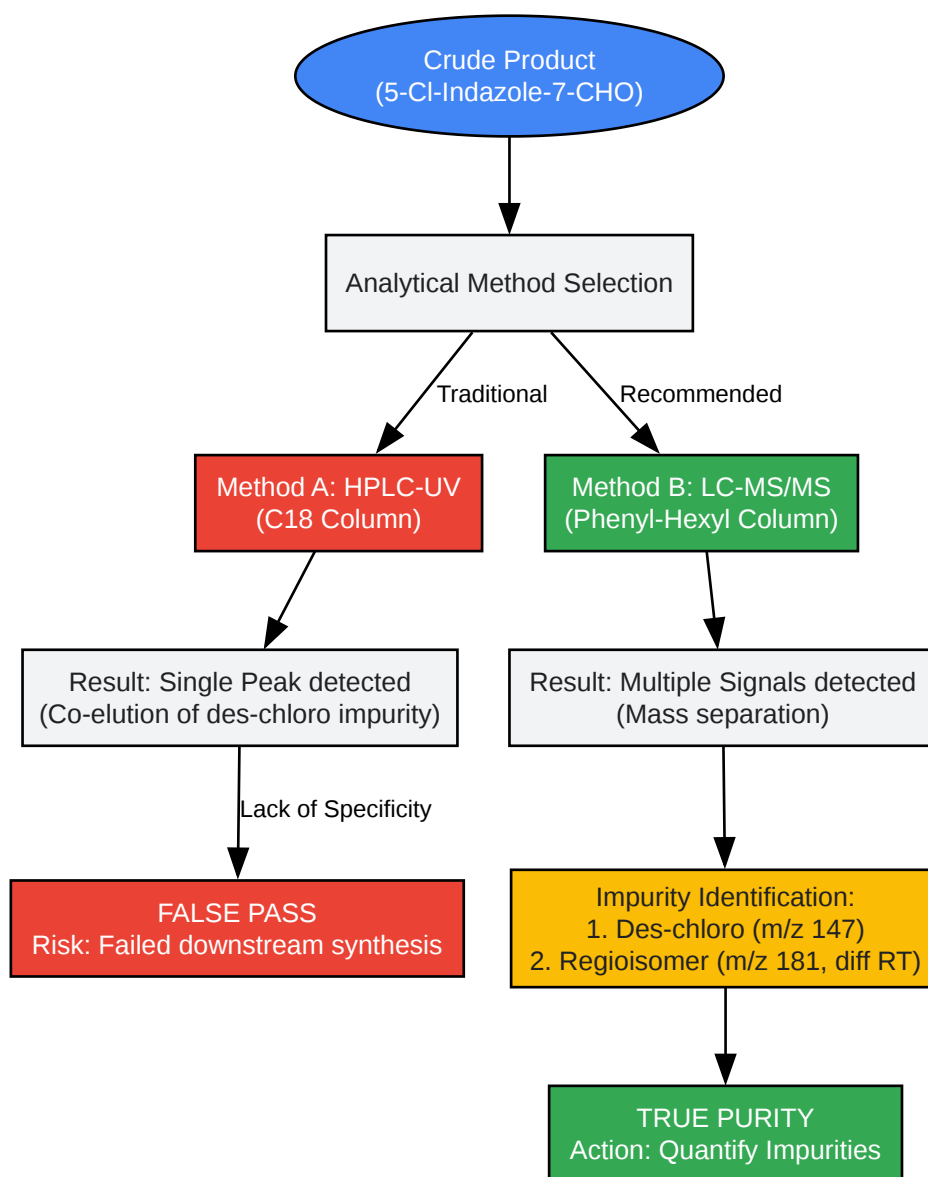 Crude Product
(5-Cl-Indazole-7-CHO)
Analytical Method Selection
Traditional
Recommended
Method A: HPLC-UV
(C18 Column)
Method B: LC-MS/MS
(Phenyl-Hexyl Column)
Result: Single Peak detected
(Co-elution of des-chloro impurity)
Result: Multiple Signals detected
(Mass separation)
Lack of Specificity
FALSE PASS
Risk: Failed downstream synthesis
Impurity Identification:
1. Des-chloro (m/z 147)
2. Regioisomer (m/z 181, diff RT)
TRUE PURITY
Action: Quantify Impurities